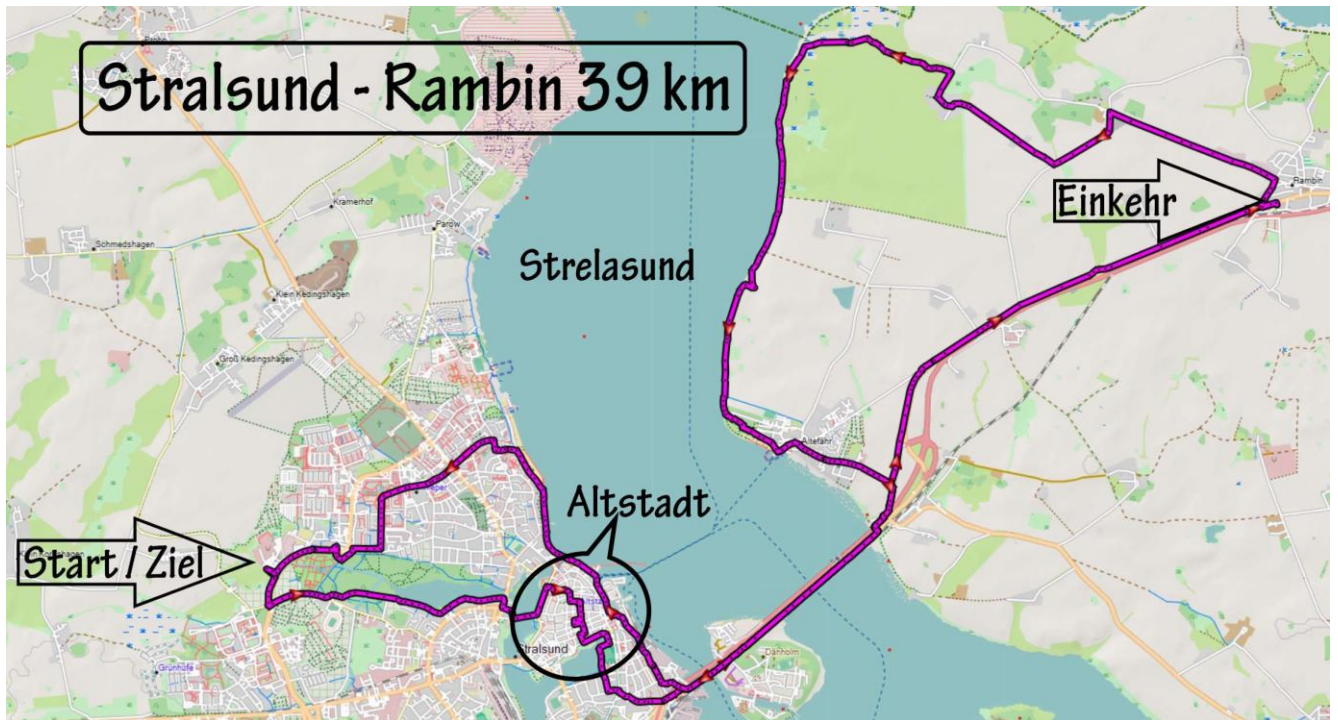 Stralsund - Rambin 39 km
Rambin
Einkehr
Kramerhof
Parow
Schmedshagen
Strelasund
Klein Kedingshagen
Groß Kedingshagen
Altefähr
Altstadt
Start / Ziel
Stralsund
Dänholm
Grünhufe